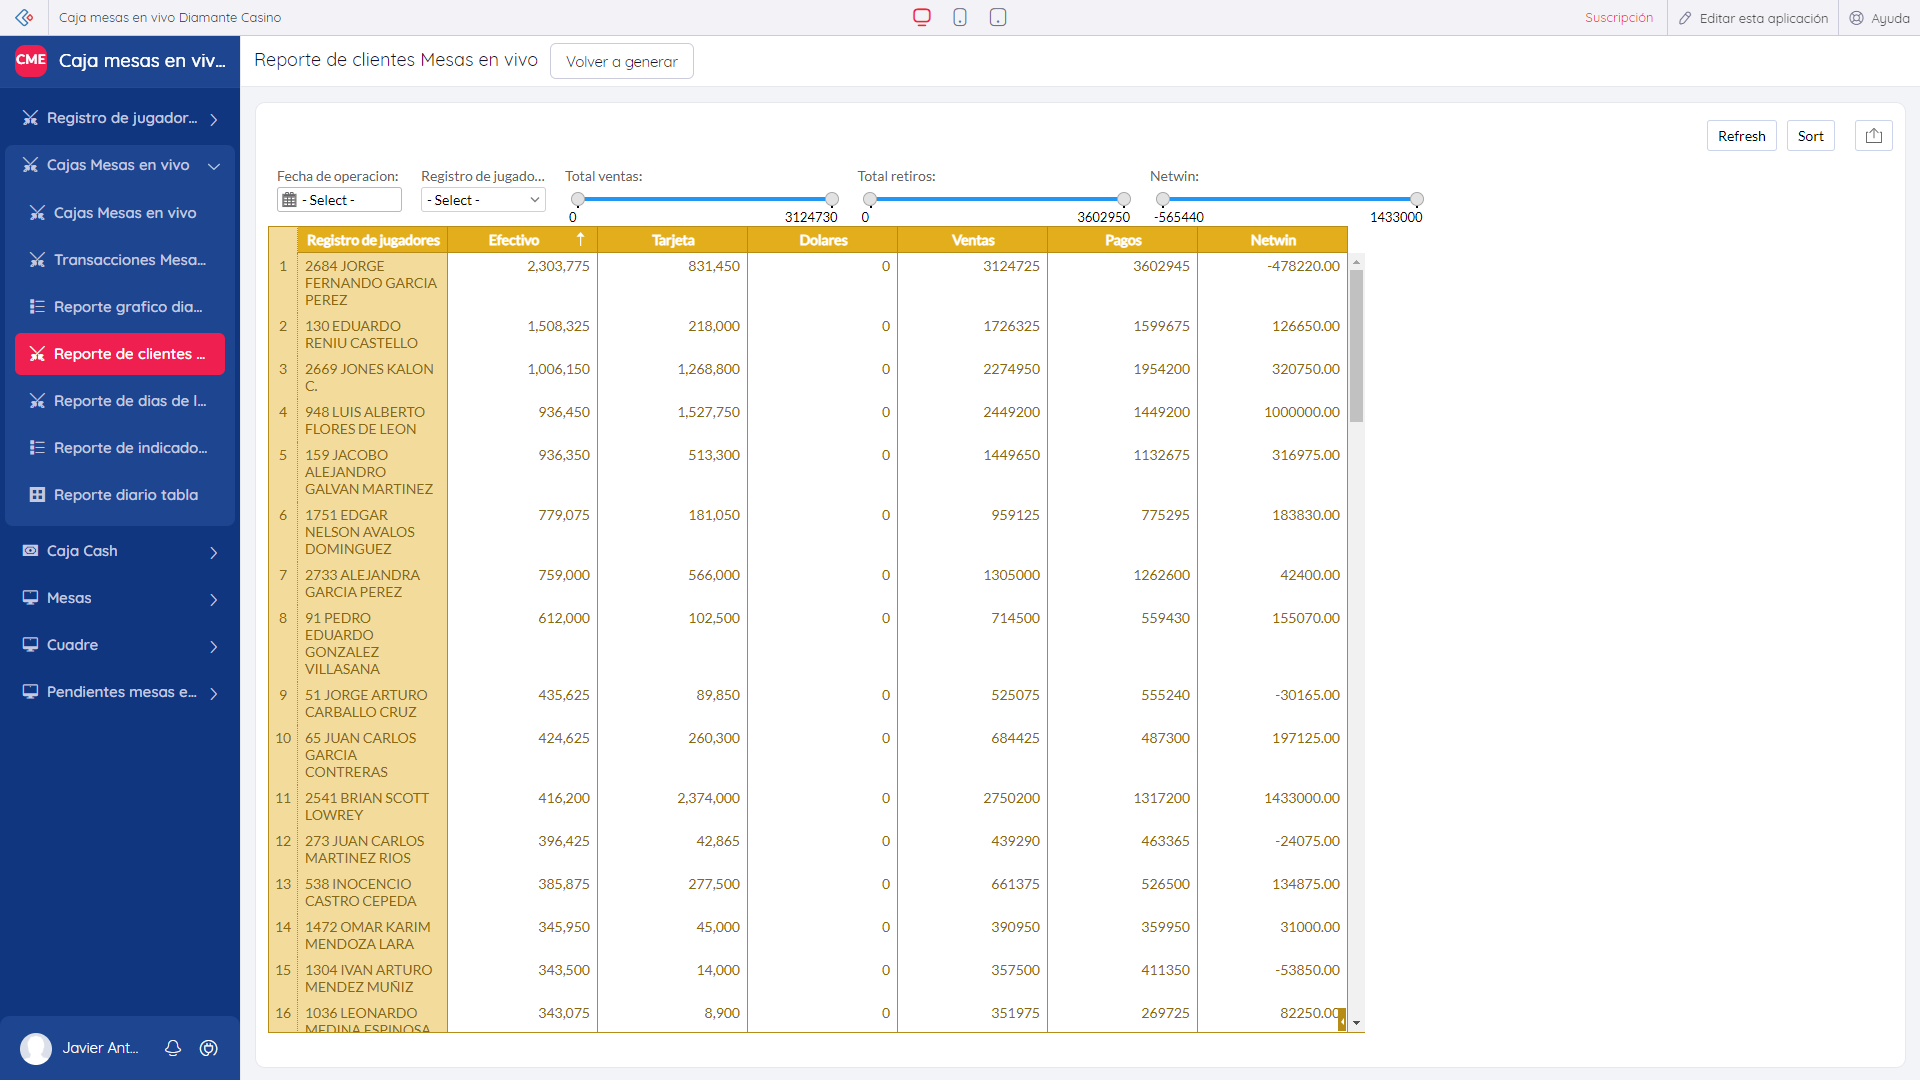 Caja mesas en vivo Diamante Casino
Suscripción
Editar esta aplicación
Ayuda
CME
Caja mesas en viv...
Reporte de clientes Mesas en vivo
Volver a generar
Registro de jugador...
Cajas Mesas en vivo
Cajas Mesas en vivo
Transacciones Mesa...
Reporte grafico dia...
Reporte de clientes ...
Reporte de dias de l...
Reporte de indicado...
Reporte diario tabla
Caja Cash
Mesas
Cuadre
Pendientes mesas e...
Javier Ant...
Refresh
Sort
Fecha de operacion:
- Select -
Registro de jugado...
- Select -
Total ventas:
0 3124730
Total retiros:
0 3602950
Netwin:
-565440 1433000
Registro de jugadores Efectivo Tarjeta Dolares Ventas Pagos Netwin
1 2684 JORGE FERNANDO GARCIA PEREZ 2,303,775 831,450 0 3124725 3602945 -478220.00
2 130 EDUARDO RENIU CASTELLO 1,508,325 218,000 0 1726325 1599675 126650.00
3 2669 JONES KALON C. 1,006,150 1,268,800 0 2274950 1954200 320750.00
4 948 LUIS ALBERTO FLORES DE LEON 936,450 1,527,750 0 2449200 1449200 1000000.00
5 159 JACOBO ALEJANDRO GALVAN MARTINEZ 936,350 513,300 0 1449650 1132675 316975.00
6 1751 EDGAR NELSON AVALOS DOMINGUEZ 779,075 181,050 0 959125 775295 183830.00
7 2733 ALEJANDRA GARCIA PEREZ 759,000 566,000 0 1305000 1262600 42400.00
8 91 PEDRO EDUARDO GONZALEZ VILLASANA 612,000 102,500 0 714500 559430 155070.00
9 51 JORGE ARTURO CARBALLO CRUZ 435,625 89,850 0 525075 555240 -30165.00
10 65 JUAN CARLOS GARCIA CONTRERAS 424,625 260,300 0 684425 487300 197125.00
11 2541 BRIAN SCOTT LOWREY 416,200 2,374,000 0 2750200 1317200 1433000.00
12 273 JUAN CARLOS MARTINEZ RIOS 396,425 42,865 0 439290 463365 -24075.00
13 538 INOCENCIO CASTRO CEPEDA 385,875 277,500 0 661375 526500 134875.00
14 1472 OMAR KARIM MENDOZA LARA 345,950 45,000 0 390950 359950 31000.00
15 1304 IVAN ARTURO MENDEZ MUÑIZ 343,500 14,000 0 357500 411350 -53850.00
16 1036 LEONARDO MEDINA ESPINOSA 343,075 8,900 0 351975 269725 82250.00